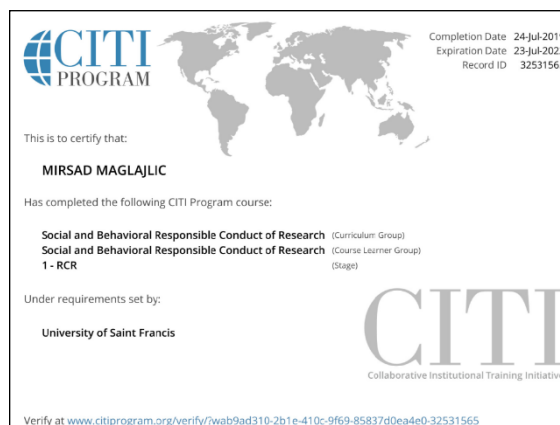 CITI
PROGRAM
Completion Date 24-Jul-2019
Expiration Date 23-Jul-202
Record ID 3253156
This is to certify that:
MIRSAD MAGLAJLIC
Has completed the following CITI Program course:
Social and Behavioral Responsible Conduct of Research (Curriculum Group)
Social and Behavioral Responsible Conduct of Research (Course Learner Group)
1 - RCR (Stage)
Under requirements set by:
University of Saint Francis
CITI
Collaborative Institutional Training Initiative
Verify at www.citiprogram.org/verify/?wab9ad310-2b1e-410c-9f69-85837d0ea4e0-32531565